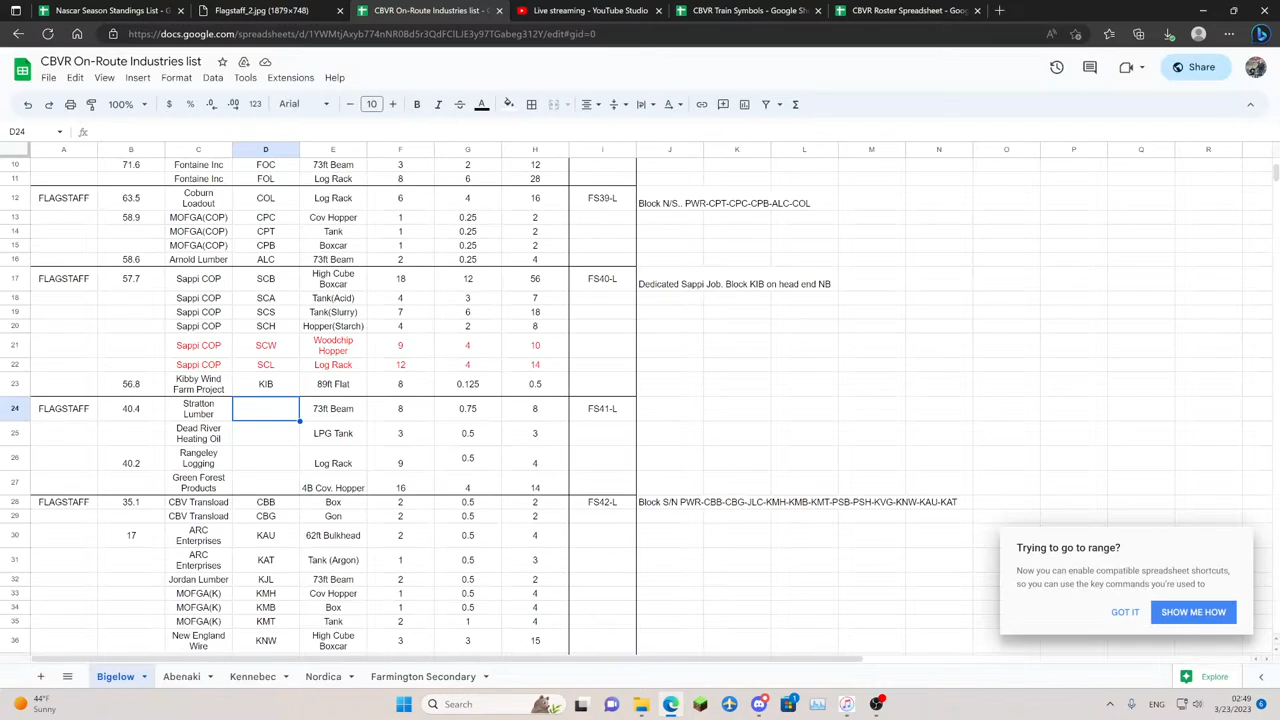 Nascar Season Standings List - G
Flagstaff_2.jpg (1879×748)
CBVR On-Route Industries list -
Live streaming - YouTube Studio
CBVR Train Symbols - Google Sh
CBVR Roster Spreadsheet - Goog
https://docs.google.com/spreadsheets/d/1YWMtjAxyb774nNR0Bd5r3QdFCILJE3y97TGabeg312Y/edit#gid=0
CBVR On-Route Industries list
File Edit View Insert Format Data Tools Extensions Help
Share
100% $ % .0 .00 123 Arial 10
D24
A B C D E F G H I J K L M N O P Q R
10 71.6 Fontaine Inc FOC 73ft Beam 3 2 12
11 Fontaine Inc FOL Log Rack 8 6 28
12 FLAGSTAFF 63.5 Coburn Loadout COL Log Rack 6 4 16 FS39-L Block N/S.. PWR-CPT-CPC-CPB-ALC-COL
13 58.9 MOFGA(COP) CPC Cov Hopper 1 0.25 2
14 MOFGA(COP) CPT Tank 1 0.25 2
15 MOFGA(COP) CPB Boxcar 1 0.25 2
16 58.6 Arnold Lumber ALC 73ft Beam 2 0.25 4
17 FLAGSTAFF 57.7 Sappi COP SCB High Cube Boxcar 18 12 56 FS40-L Dedicated Sappi Job. Block KIB on head end NB
18 Sappi COP SCA Tank(Acid) 4 3 7
19 Sappi COP SCS Tank(Slurry) 7 6 18
20 Sappi COP SCH Hopper(Starch) 4 2 8
21 Sappi COP SCW Woodchip Hopper 9 4 10
22 Sappi COP SCL Log Rack 12 4 14
23 56.8 Kibby Wind Farm Project KIB 89ft Flat 8 0.125 0.5
24 FLAGSTAFF 40.4 Stratton Lumber 73ft Beam 8 0.75 8 FS41-L
25 Dead River Heating Oil LPG Tank 3 0.5 3
26 40.2 Rangeley Logging Log Rack 9 0.5 4
27 Green Forest Products 4B Cov. Hopper 16 4 14
28 FLAGSTAFF 35.1 CBV Transload CBB Box 2 0.5 2 FS42-L Block S/N PWR-CBB-CBG-JLC-KMH-KMB-KMT-PSB-PSH-KVG-KNW-KAU-KAT
29 CBV Transload CBG Gon 2 0.5 2
30 17 ARC Enterprises KAU 62ft Bulkhead 2 0.5 4
31 ARC Enterprises KAT Tank (Argon) 1 0.5 3
32 Jordan Lumber KJL 73ft Beam 2 0.5 2
33 MOFGA(K) KMH Cov Hopper 1 0.5 4
34 MOFGA(K) KMB Box 1 0.5 4
35 MOFGA(K) KMT Tank 2 1 4
36 New England Wire KNW High Cube Boxcar 3 3 15
Trying to go to range?
Now you can enable compatible spreadsheet shortcuts,
so you can use the key commands you're used to
GOT IT SHOW ME HOW
Bigelow Abenaki Kennebec Nordica Farmington Secondary Explore
44°F
Sunny
Search
ENG
02:49
3/23/2023
6